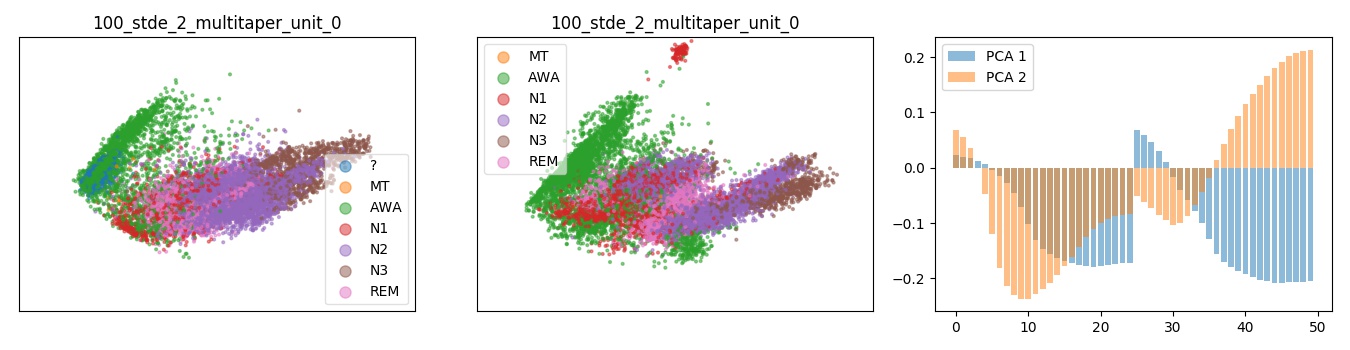 100_stde_2_multitaper_unit_0
?
MT
AWA
N1
N2
N3
REM
100_stde_2_multitaper_unit_0
MT
AWA
N1
N2
N3
REM
PCA 1
PCA 2
0.2
0.1
0.0
−0.1
−0.2
0 10 20 30 40 50